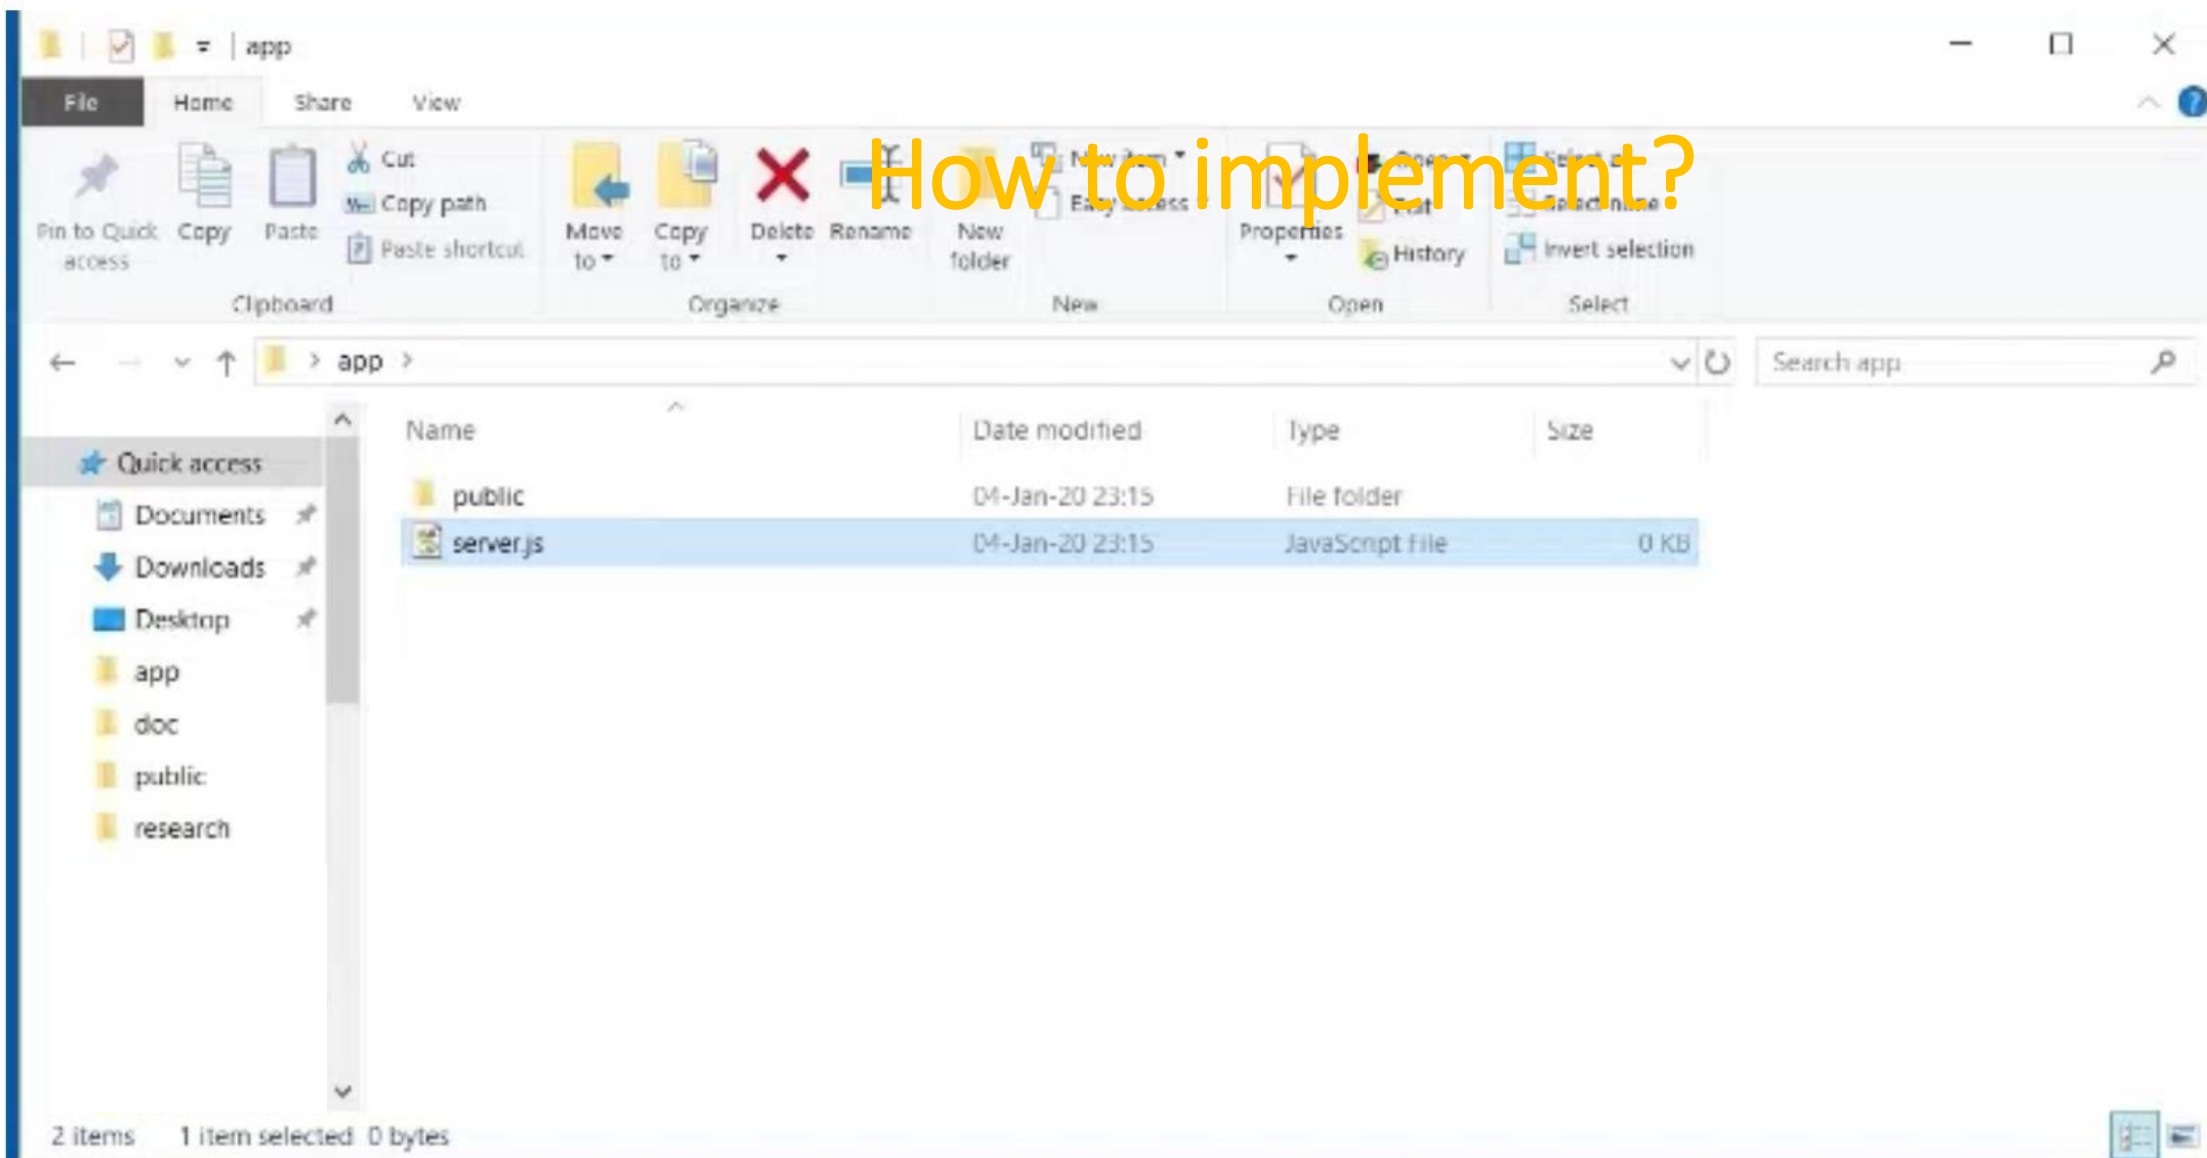 app
File Home Share View
How to implement?
Cut
Copy path
Paste shortcut
Pin to Quick access
Copy
Paste
Move to
Copy to
Delete
Rename
New folder
New item
Easy access
Properties
History
Invert selection
Clipboard Organize New Open Select
app
Search app
Name Date modified Type Size
Quick access
Documents
Downloads
Desktop
app
doc
public
research
public 04-Jan-20 23:15 File folder
server.js 04-Jan-20 23:15 JavaScript File 0 KB
2 items 1 item selected 0 bytes